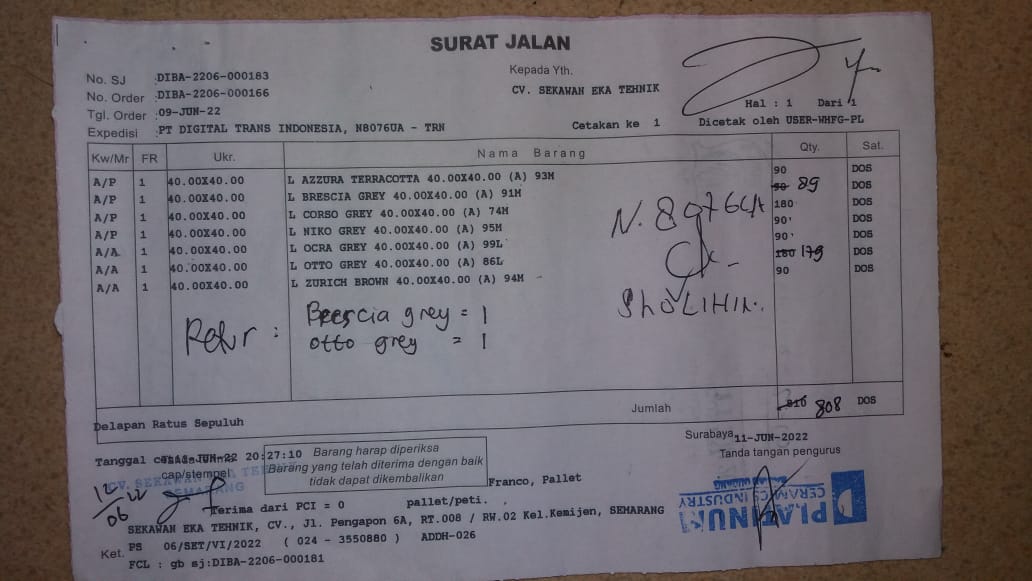 SURAT JALAN
No. SJ : DIBA-2206-000183
No. Order : DIBA-2206-000166
Tgl. Order : 09-JUN-22
Expedisi : PT DIGITAL TRANS INDONESIA, N8076UA - TRN
Kepada Yth.
CV. SEKAWAN EKA TEHNIK
Hal : 1 Dari 1
Cetakan ke 1 Dicetak oleh USER-WHFG-PL
Kw/Mr FR Ukr. Nama Barang Qty. Sat.
A/P 1 40.00X40.00 L AZZURA TERRACOTTA 40.00X40.00 (A) 93M 90 DOS
A/P 1 40.00X40.00 L BRESCIA GREY 40.00X40.00 (A) 91M 90 89 DOS
A/P 1 40.00X40.00 L CORSO GREY 40.00X40.00 (A) 74M 180 DOS
A/P 1 40.00X40.00 L NIKO GREY 40.00X40.00 (A) 95M 90 DOS
A/A 1 40.00X40.00 L OCRA GREY 40.00X40.00 (A) 99L 90 DOS
A/A 1 40.00X40.00 L OTTO GREY 40.00X40.00 (A) 86L 180 179 DOS
A/A 1 40.00X40.00 L ZURICH BROWN 40.00X40.00 (A) 94M 90 DOS
SholIHIN.
Retur : Brescia grey = 1
otto grey = 1
Jumlah 810 808 DOS
Delapan Ratus Sepuluh
Surabaya 11-JUN-2022
Tanda tangan pengurus
Tanggal 11-JUN-22 20:27:10
cap/stempel
CV. SEKAWAN EKA TEHNIK
SEMARANG
12/06 22
Barang harap diperiksa
Barang yang telah diterima dengan baik
tidak dapat dikembalikan
Franco, Pallet
Terima dari PCI = 0 pallet/peti.
SEKAWAN EKA TEHNIK, CV., Jl. Pengapon 6A, RT.008 / RW.02 Kel.Kemijen, SEMARANG
Ket. PS 06/SET/VI/2022 ( 024 - 3550880 ) ADDH-026
FCL : gb sj:DIBA-2206-000181
PLATINUM
CERAMICS INDUSTRY